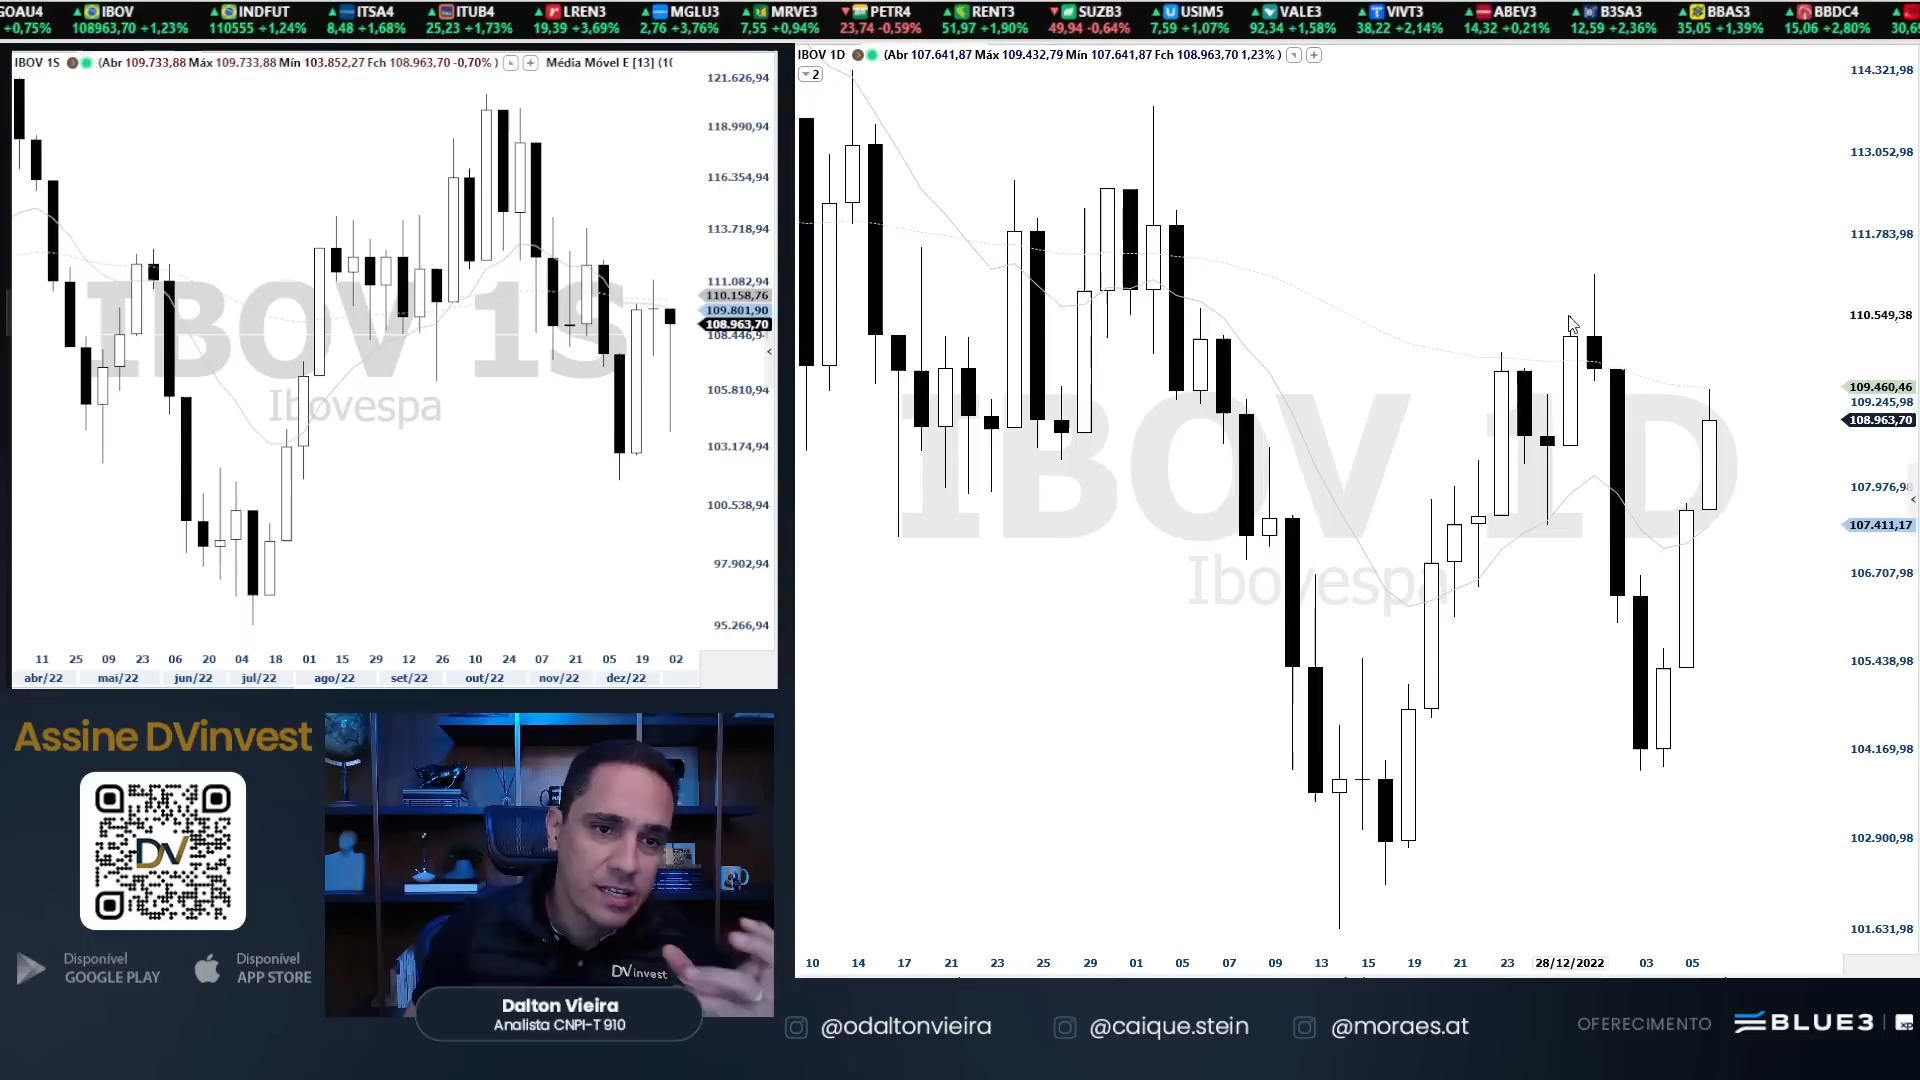 GOAU4 IBOV INDFUT ITSA4 ITUB4 LREN3 MGLU3 MRVE3 PETR4 RENT3 SUZB3 USIM5 VALE3 VIVT3 ABEV3 B3SA3 BBAS3 BBDC4
+0,75% 108963,70 +1,23% 110555 +1,24% 8,48 +1,68% 25,23 +1,73% 19,39 +3,69% 2,76 +3,76% 7,55 +0,94% 23,74 -0,59% 51,97 +1,90% 49,94 -0,64% 7,59 +1,07% 92,34 +1,58% 38,22 +2,14% 14,32 +0,21% 12,59 +2,36% 35,05 +1,39% 15,06 +2,80%
IBOV 1S (Abr 109.733,88 Máx 109.733,88 Mín 103.852,27 Fch 108.963,70 -0,70% ) Média Móvel E [13] (1(
121.626,94
118.990,94
116.354,94
113.718,94
111.082,94
110.158,76
109.801,90
108.963,70
108.446,94
105.810,94
103.174,94
100.538,94
97.902,94
95.266,94
IBOV 1S
Ibovespa
11 25 09 23 06 20 04 18 01 15 29 12 26 10 24 07 21 05 19 02
abr/22 mai/22 jun/22 jul/22 ago/22 set/22 out/22 nov/22 dez/22
IBOV 1D (Abr 107.641,87 Máx 109.432,79 Mín 107.641,87 Fch 108.963,70 1,23% )
2
114.321,98
113.052,98
111.783,98
110.549,38
109.460,46
109.245,98
108.963,70
107.976,98
107.411,17
106.707,98
105.438,98
104.169,98
102.900,98
101.631,98
IBOV 1D
Ibovespa
10 14 17 21 23 25 29 01 05 07 09 13 15 19 21 23 28/12/2022 03 05
Assine DVinvest
DV
Disponível
GOOGLE PLAY
Disponível
APP STORE
DVinvest
Dalton Vieira
Analista CNPI-T 910
@odaltonvieira
@caique.stein
@moraes.at
OFERECIMENTO
BLUE3
xp